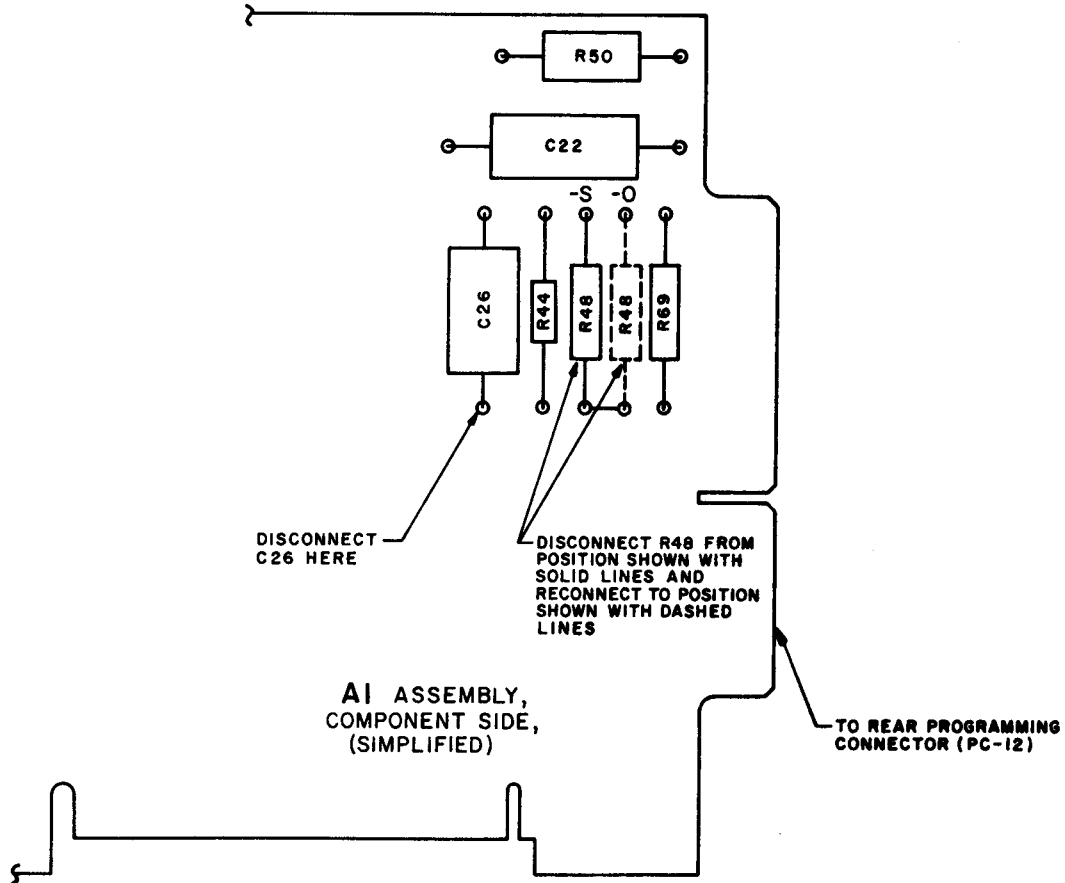 R50
C22
-S -O
C26
R44
R48
R48
R69
DISCONNECT
C26 HERE
DISCONNECT R48 FROM
POSITION SHOWN WITH
SOLID LINES AND
RECONNECT TO POSITION
SHOWN WITH DASHED
LINES
A1 ASSEMBLY,
COMPONENT SIDE,
(SIMPLIFIED)
TO REAR PROGRAMMING
CONNECTOR (PC-12)